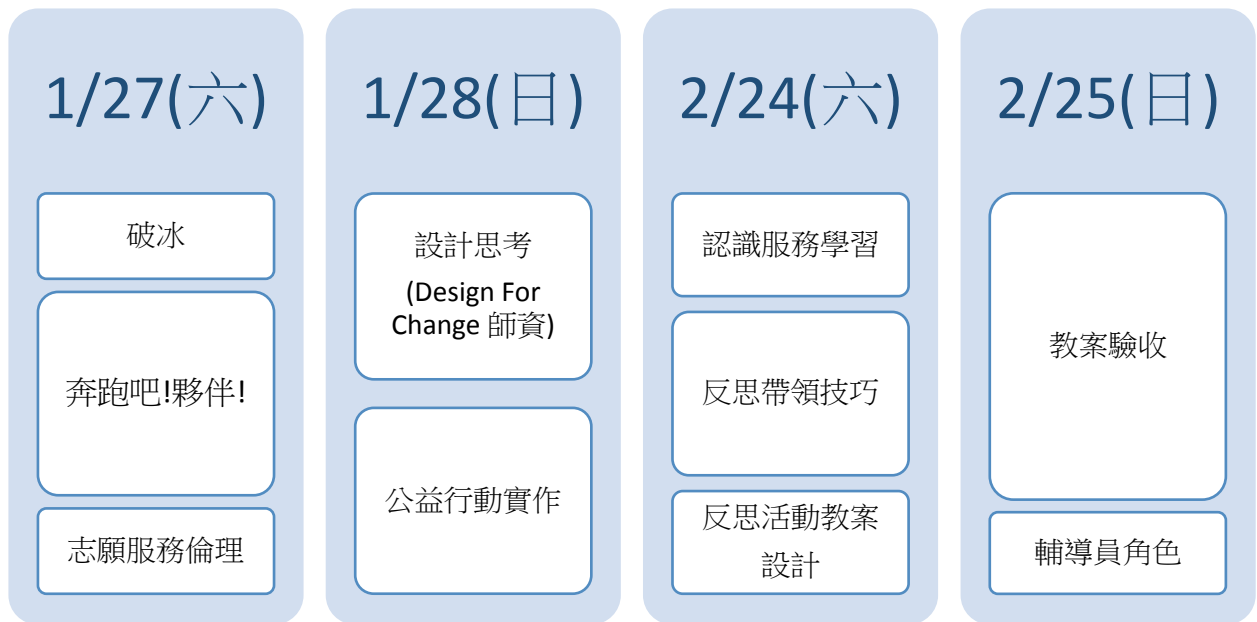 1/27(六)
破冰
奔跑吧!夥伴!
志願服務倫理
1/28(日)
設計思考
(Design For
Change 師資)
公益行動實作
2/24(六)
認識服務學習
反思帶領技巧
反思活動教案
設計
2/25(日)
教案驗收
輔導員角色